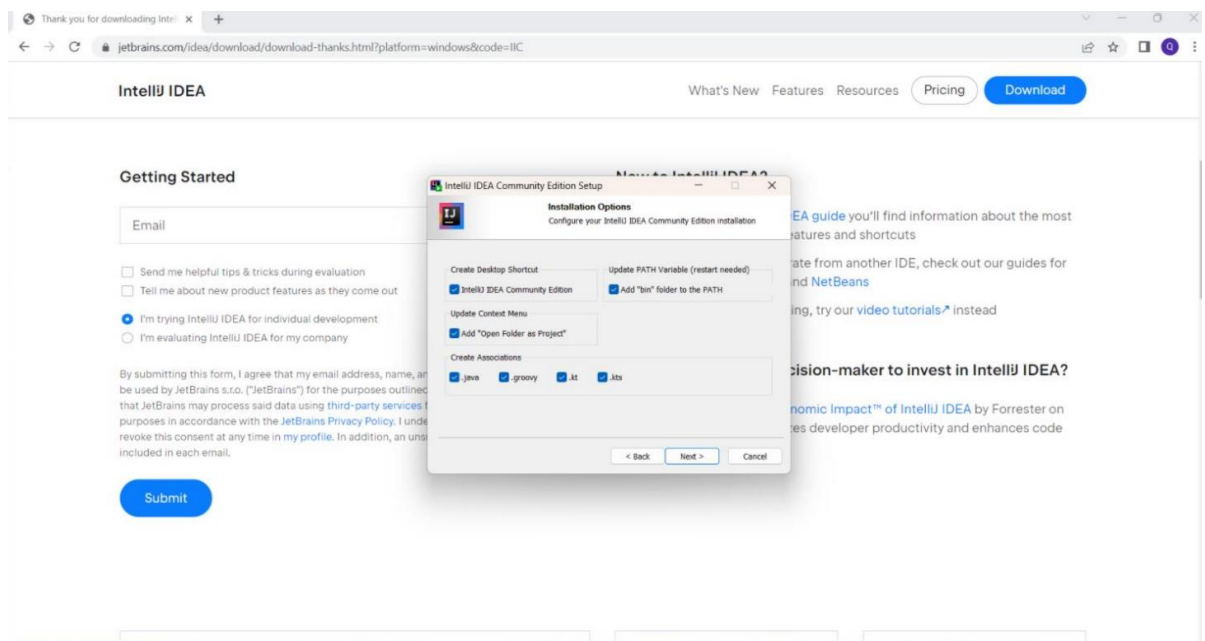 Thank you for downloading Intel
jetbrains.com/idea/download/download-thanks.html?platform=windows&code=IIC
Q
IntelliJ IDEA
What's New Features Resources Pricing Download
Getting Started
Email
Send me helpful tips & tricks during evaluation
Tell me about new product features as they come out
I'm trying IntelliJ IDEA for individual development
I'm evaluating IntelliJ IDEA for my company
By submitting this form, I agree that my email address, name, an
be used by JetBrains s.r.o. ("JetBrains") for the purposes outlined
that JetBrains may process said data using third-party services
purposes in accordance with the JetBrains Privacy Policy. I unde
revoke this consent at any time in my profile. In addition, an uns
included in each email.
Submit
IntelliJ IDEA Community Edition Setup
IJ
Installation Options
Configure your IntelliJ IDEA Community Edition installation
Create Desktop Shortcut
IntelliJ IDEA Community Edition
Update PATH Variable (restart needed)
Add "bin" folder to the PATH
Update Context Menu
Add "Open Folder as Project"
Create Associations
.java .groovy .kt .kts
< Back Next > Cancel
EA guide you'll find information about the most
eatures and shortcuts
rate from another IDE, check out our guides for
nd NetBeans
ing, try our video tutorials↗ instead
cision-maker to invest in IntelliJ IDEA?
nomic Impact™ of IntelliJ IDEA by Forrester on
es developer productivity and enhances code